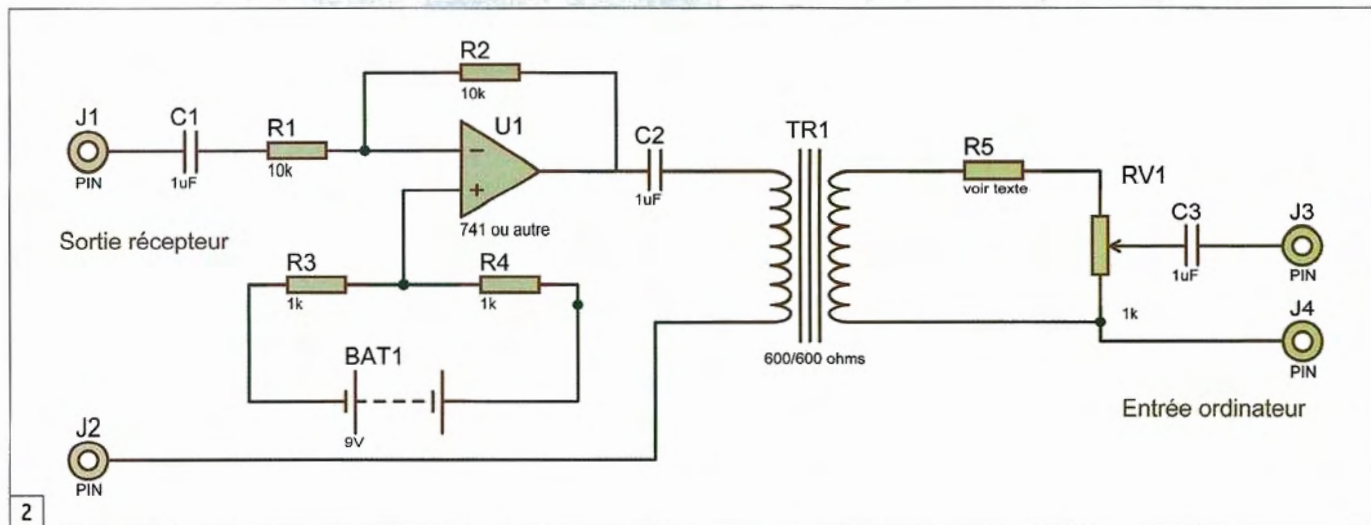 R2
10k
J1
PIN
C1
1uF
R1
10k
U1
−
+
741 ou autre
C2
1uF
TR1
600/600 ohms
R5
voir texte
RV1
1k
C3
1uF
J3
PIN
J4
PIN
Sortie récepteur
R3
1k
R4
1k
BAT1
9V
Entrée ordinateur
J2
PIN
2